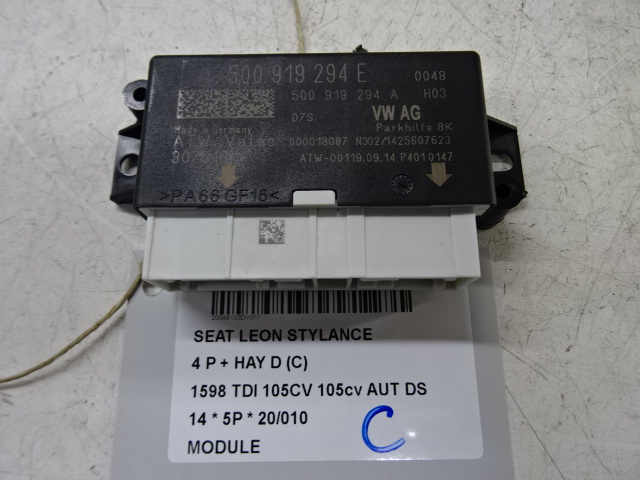 5Q0 919 294 E 0048
5Q0 919 294 A H03
07S VW AG
Made in Germany Parkhilfe 8K
ATW Valeo 000018087 N302/1425607623
ATW-00119.09.14 P4010147
>PA66 GF15<
SEAT LEON STYLANCE
4 P + HAY D (C)
1598 TDI 105CV 105cv AUT DS
14 * 5P * 20/010
MODULE
C